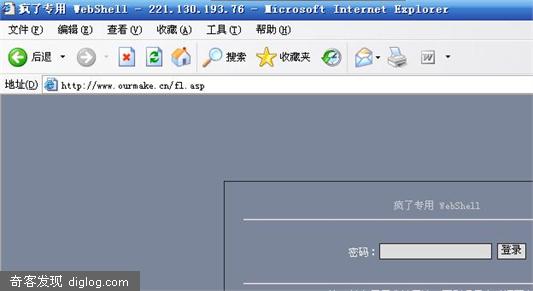 疯了专用 WebShell - 221.130.193.76 - Microsoft Internet Explorer
文件(F) 编辑(E) 查看(V) 收藏(A) 工具(T) 帮助(H)
后退 搜索 收藏夹 W
地址(D) http://www.ourmake.cn/fl.asp
疯了专用 WebShell
密码: 登录
奇客发现 diglog.com